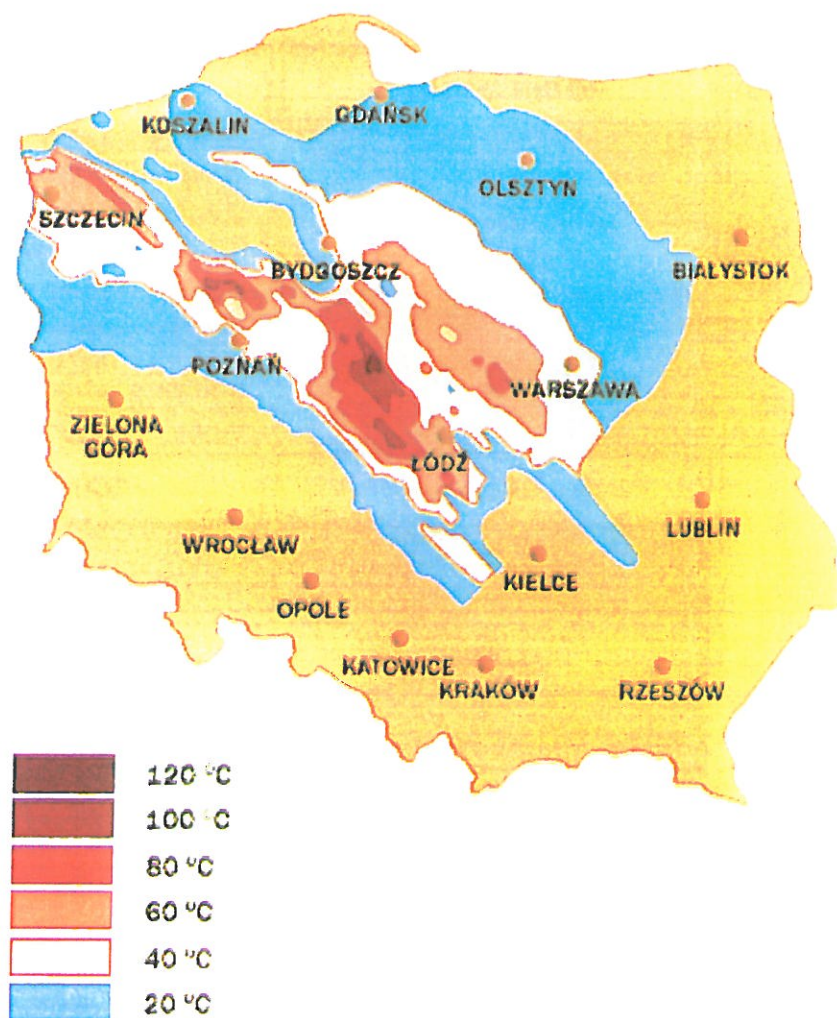 KOSZALIN
GDAŃSK
OLSZTYN
SZCZECIN
BYDGOSZCZ
BIAŁYSTOK
POZNAŃ
WARSZAWA
ZIELONA
GÓRA
ŁÓDŹ
WROCŁAW
LUBLIN
OPOLE
KIELCE
KATOWICE
KRAKÓW
RZESZÓW
120 °C
100 °C
80 °C
60 °C
40 °C
20 °C